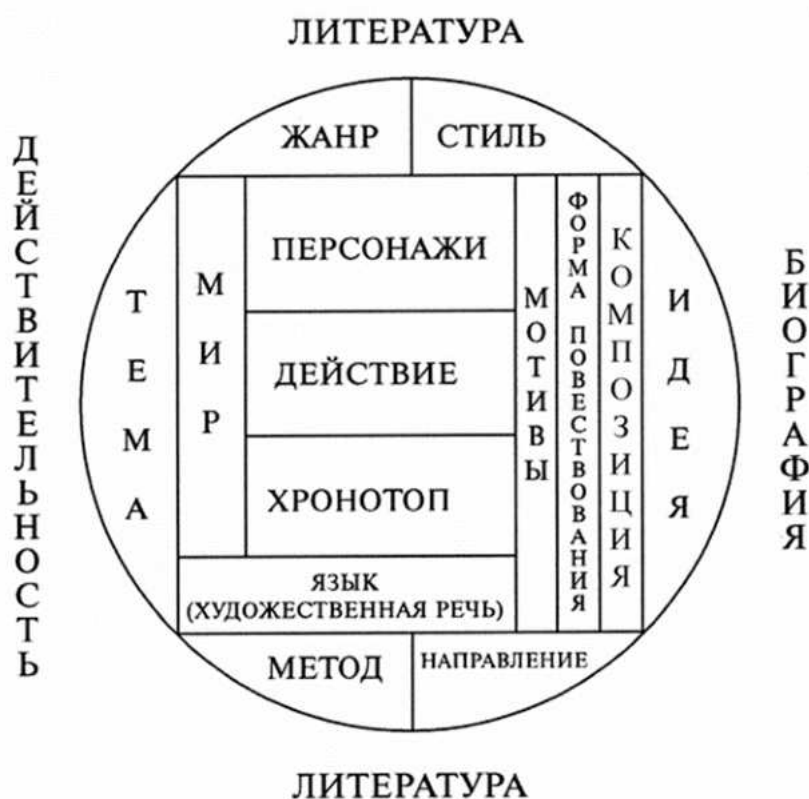 ЛИТЕРАТУРА
ЖАНР
СТИЛЬ
ДЕЙСТВИТЕЛЬНОСТЬ
ТЕМА
МИР
ПЕРСОНАЖИ
ДЕЙСТВИЕ
ХРОНОТОП
ЯЗЫК
(ХУДОЖЕСТВЕННАЯ РЕЧЬ)
МОТИВЫ
ФОРМА ПОВЕСТВОВАНИЯ
КОМПОЗИЦИЯ
ИДЕЯ
БИОГРАФИЯ
МЕТОД
НАПРАВЛЕНИЕ
ЛИТЕРАТУРА